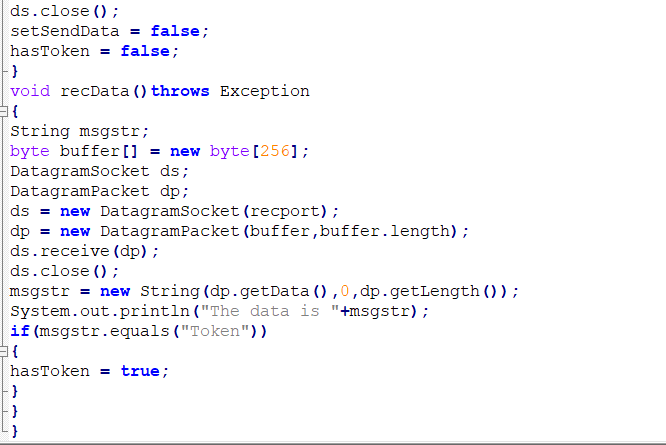 ds.close();
setSendData = false;
hasToken = false;
}
void recData()throws Exception
{
String msgstr;
byte buffer[] = new byte[256];
DatagramSocket ds;
DatagramPacket dp;
ds = new DatagramSocket(recport);
dp = new DatagramPacket(buffer,buffer.length);
ds.receive(dp);
ds.close();
msgstr = new String(dp.getData(),0,dp.getLength());
System.out.println("The data is "+msgstr);
if(msgstr.equals("Token"))
{
hasToken = true;
}
}
}